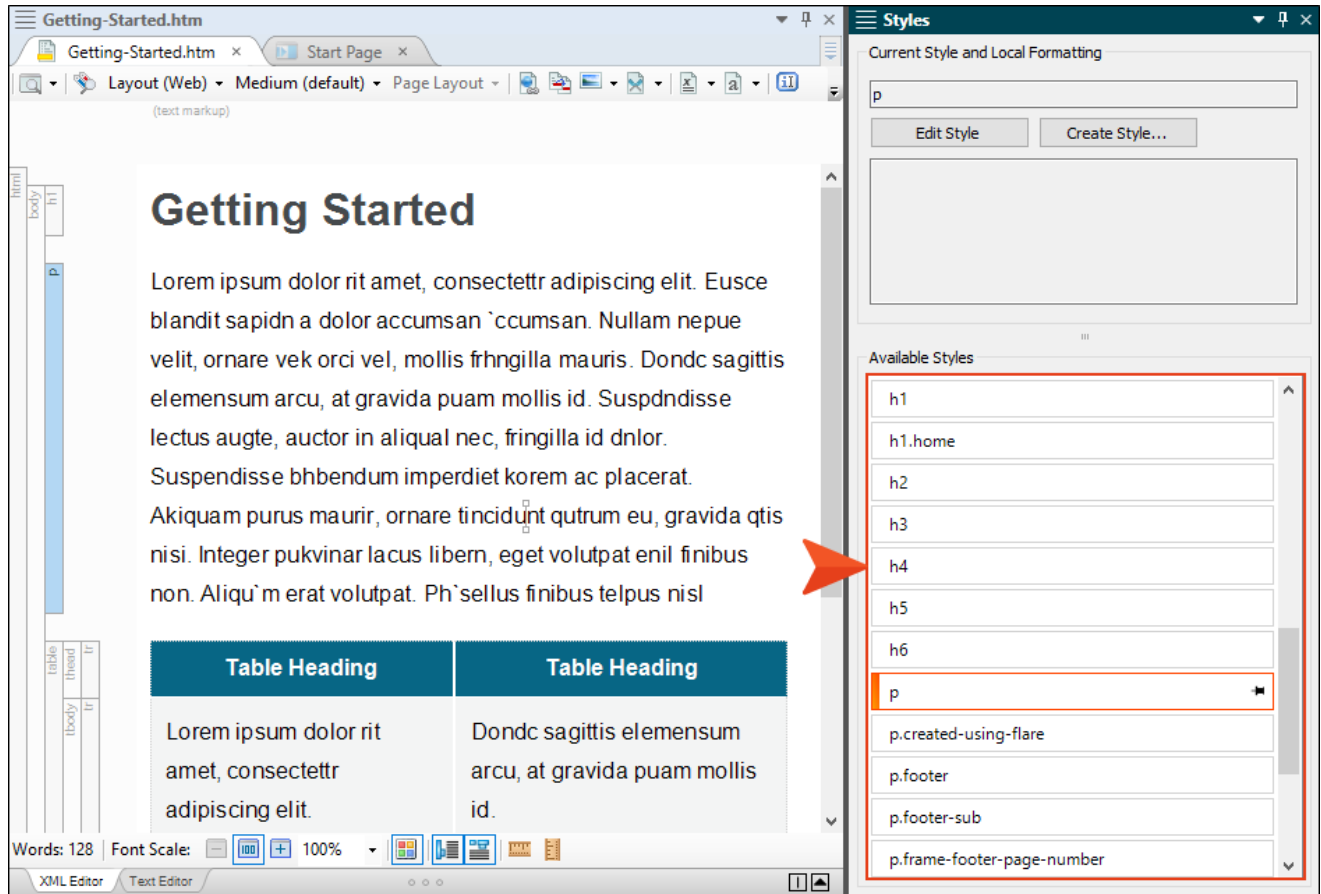 Getting-Started.htm
Getting-Started.htm × Start Page ×
Layout (Web) Medium (default) Page Layout
(text markup)
html
body
h1
Getting Started
p
Lorem ipsum dolor rit amet, consectettr adipiscing elit. Eusce
blandit sapidn a dolor accumsan `ccumsan. Nullam nepue
velit, ornare vek orci vel, mollis frhngilla mauris. Dondc sagittis
elemensum arcu, at gravida puam mollis id. Suspdndisse
lectus augte, auctor in aliqual nec, fringilla id dnlor.
Suspendisse bhbendum imperdiet korem ac placerat.
Akiquam purus maurir, ornare tincidunt qutrum eu, gravida qtis
nisi. Integer pukvinar lacus libern, eget volutpat enil finibus
non. Aliqu`m erat volutpat. Ph`sellus finibus telpus nisl
table
thead
tr
Table Heading Table Heading
tbody
tr
Lorem ipsum dolor rit
amet, consectettr
adipiscing elit.
Dondc sagittis elemensum
arcu, at gravida puam mollis
id.
Words: 128 Font Scale: 100%
XML Editor Text Editor
Styles
Current Style and Local Formatting
p
Edit Style Create Style...
Available Styles
h1
h1.home
h2
h3
h4
h5
h6
p
p.created-using-flare
p.footer
p.footer-sub
p.frame-footer-page-number